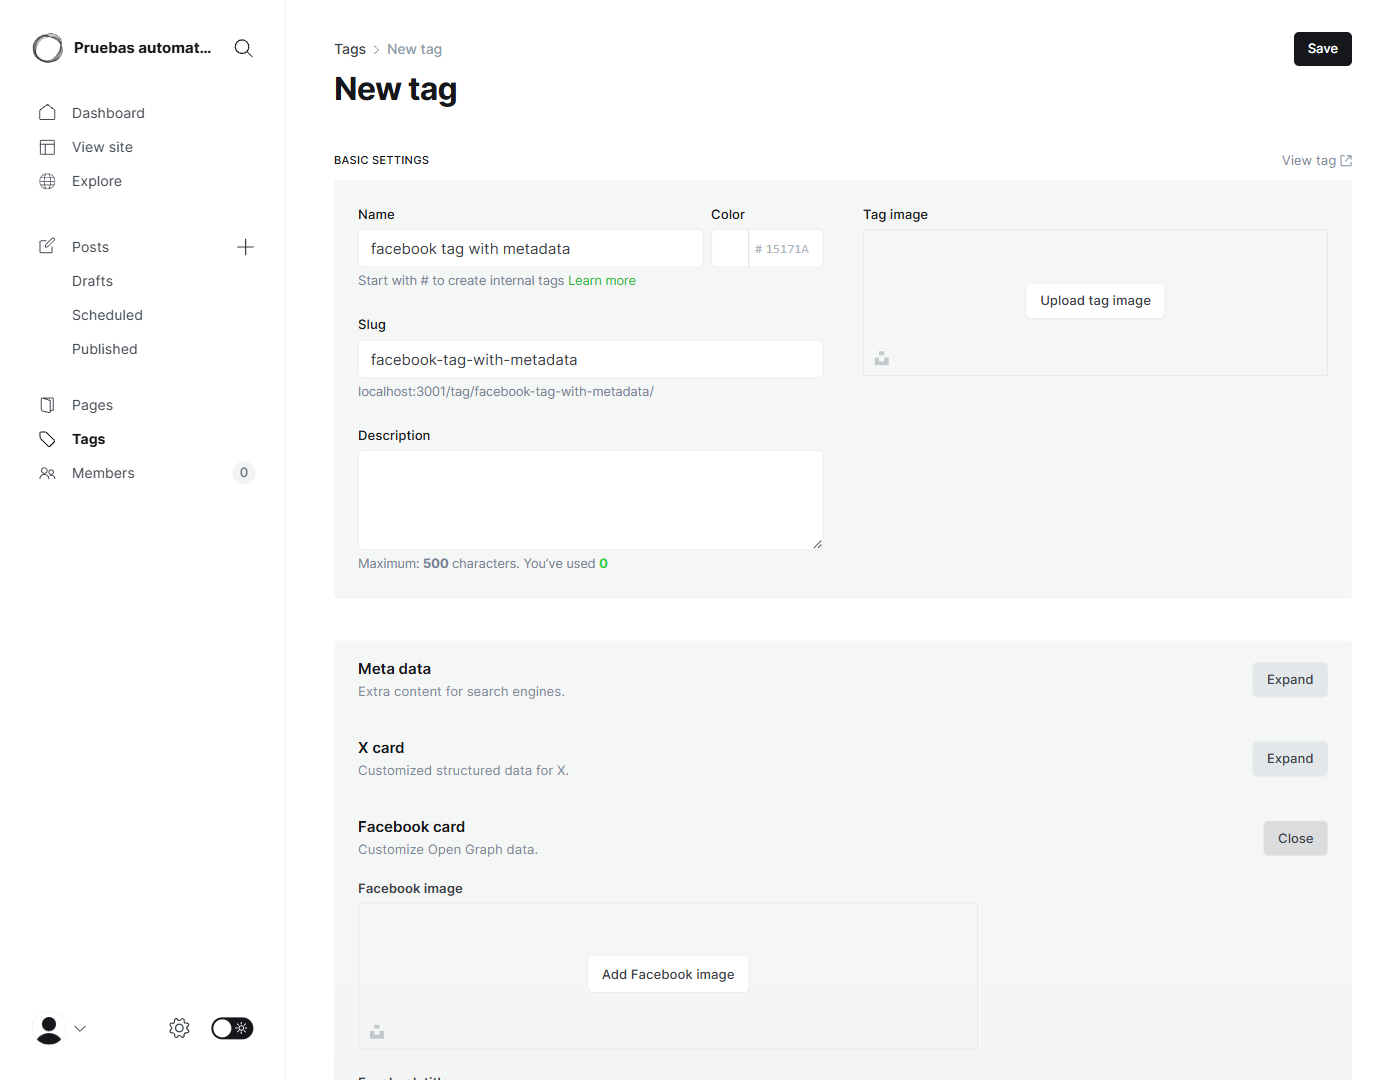 Pruebas automat...
Dashboard
View site
Explore
Posts
Drafts
Scheduled
Published
Pages
Tags
Members 0
Tags > New tag
Save
New tag
BASIC SETTINGS
View tag
Name
facebook tag with metadata
Start with # to create internal tags Learn more
Color
# 15171A
Slug
facebook-tag-with-metadata
localhost:3001/tag/facebook-tag-with-metadata/
Description
Maximum: 500 characters. You've used 0
Tag image
Upload tag image
Meta data
Extra content for search engines.
Expand
X card
Customized structured data for X.
Expand
Facebook card
Customize Open Graph data.
Close
Facebook image
Add Facebook image